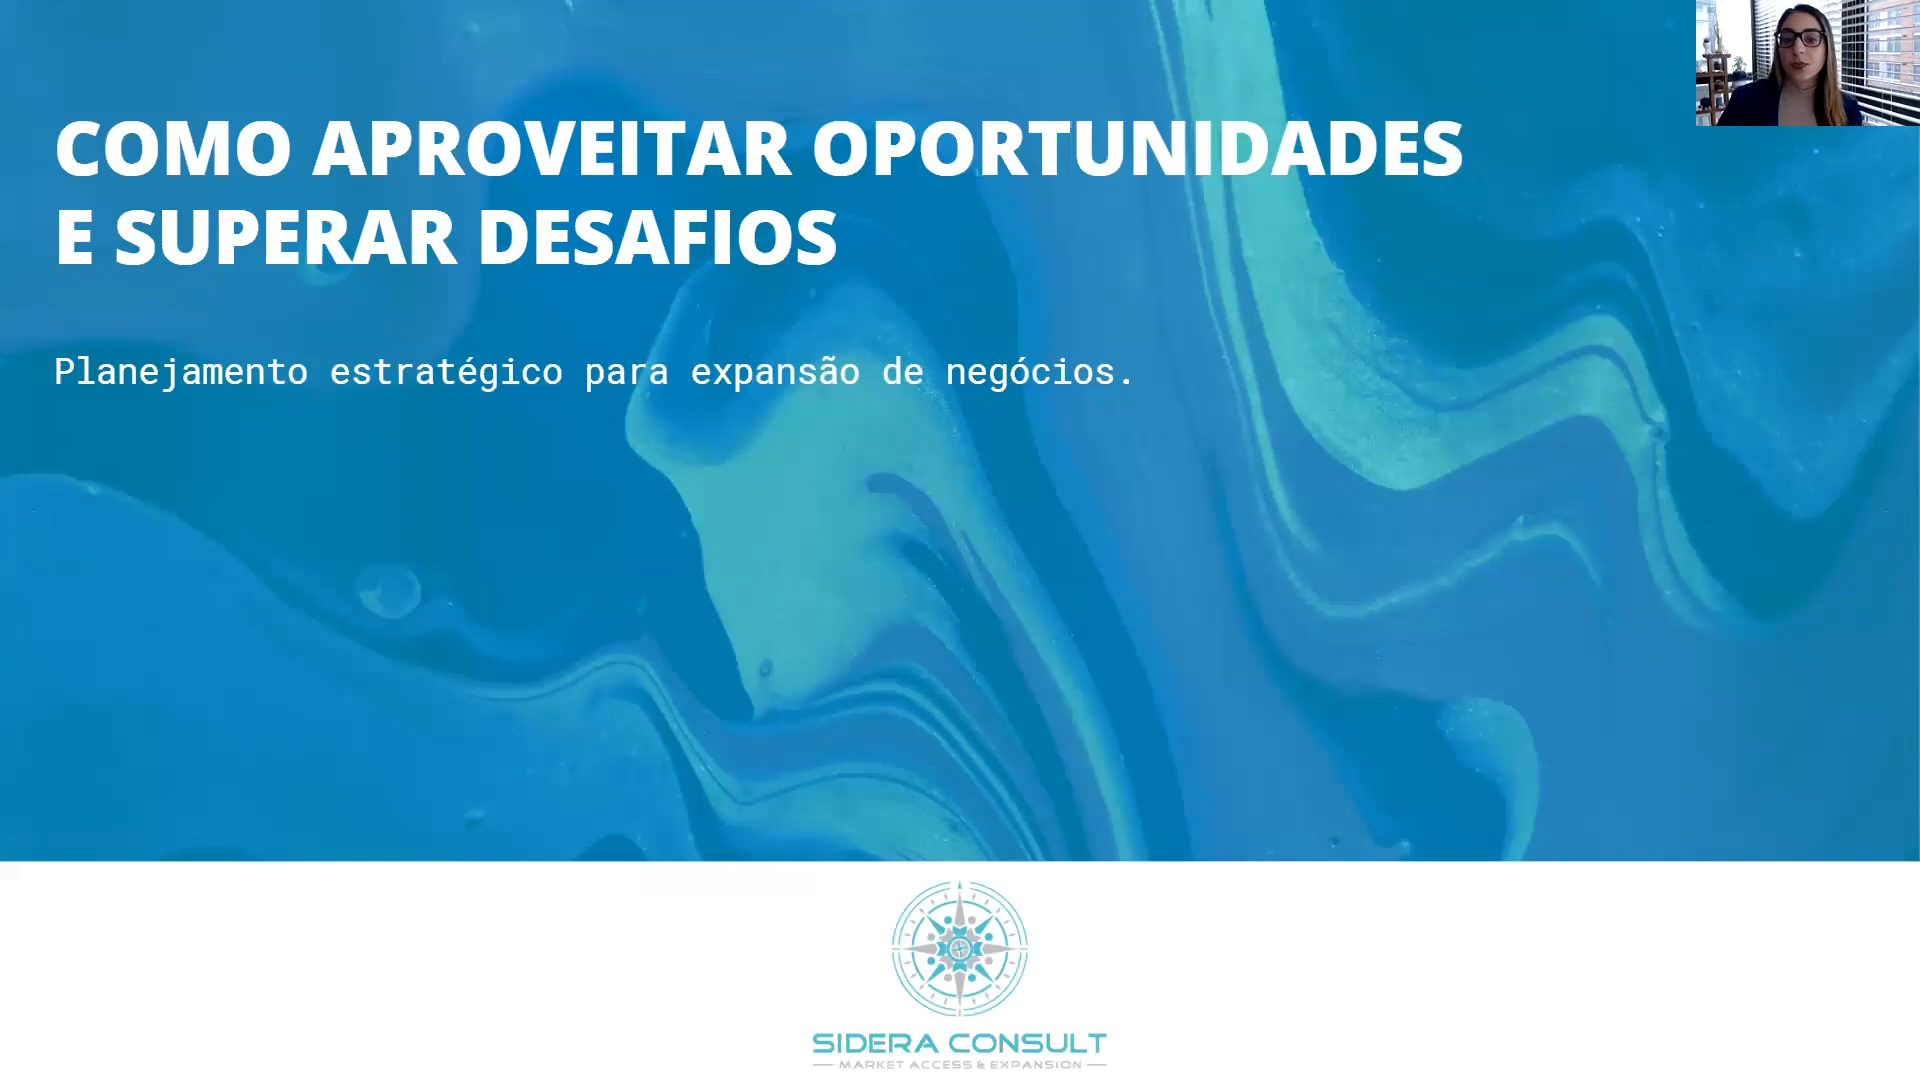 COMO APROVEITAR OPORTUNIDADES
E SUPERAR DESAFIOS
Planejamento estratégico para expansão de negócios.
SIDERA CONSULT
MARKET ACCESS & EXPANSION